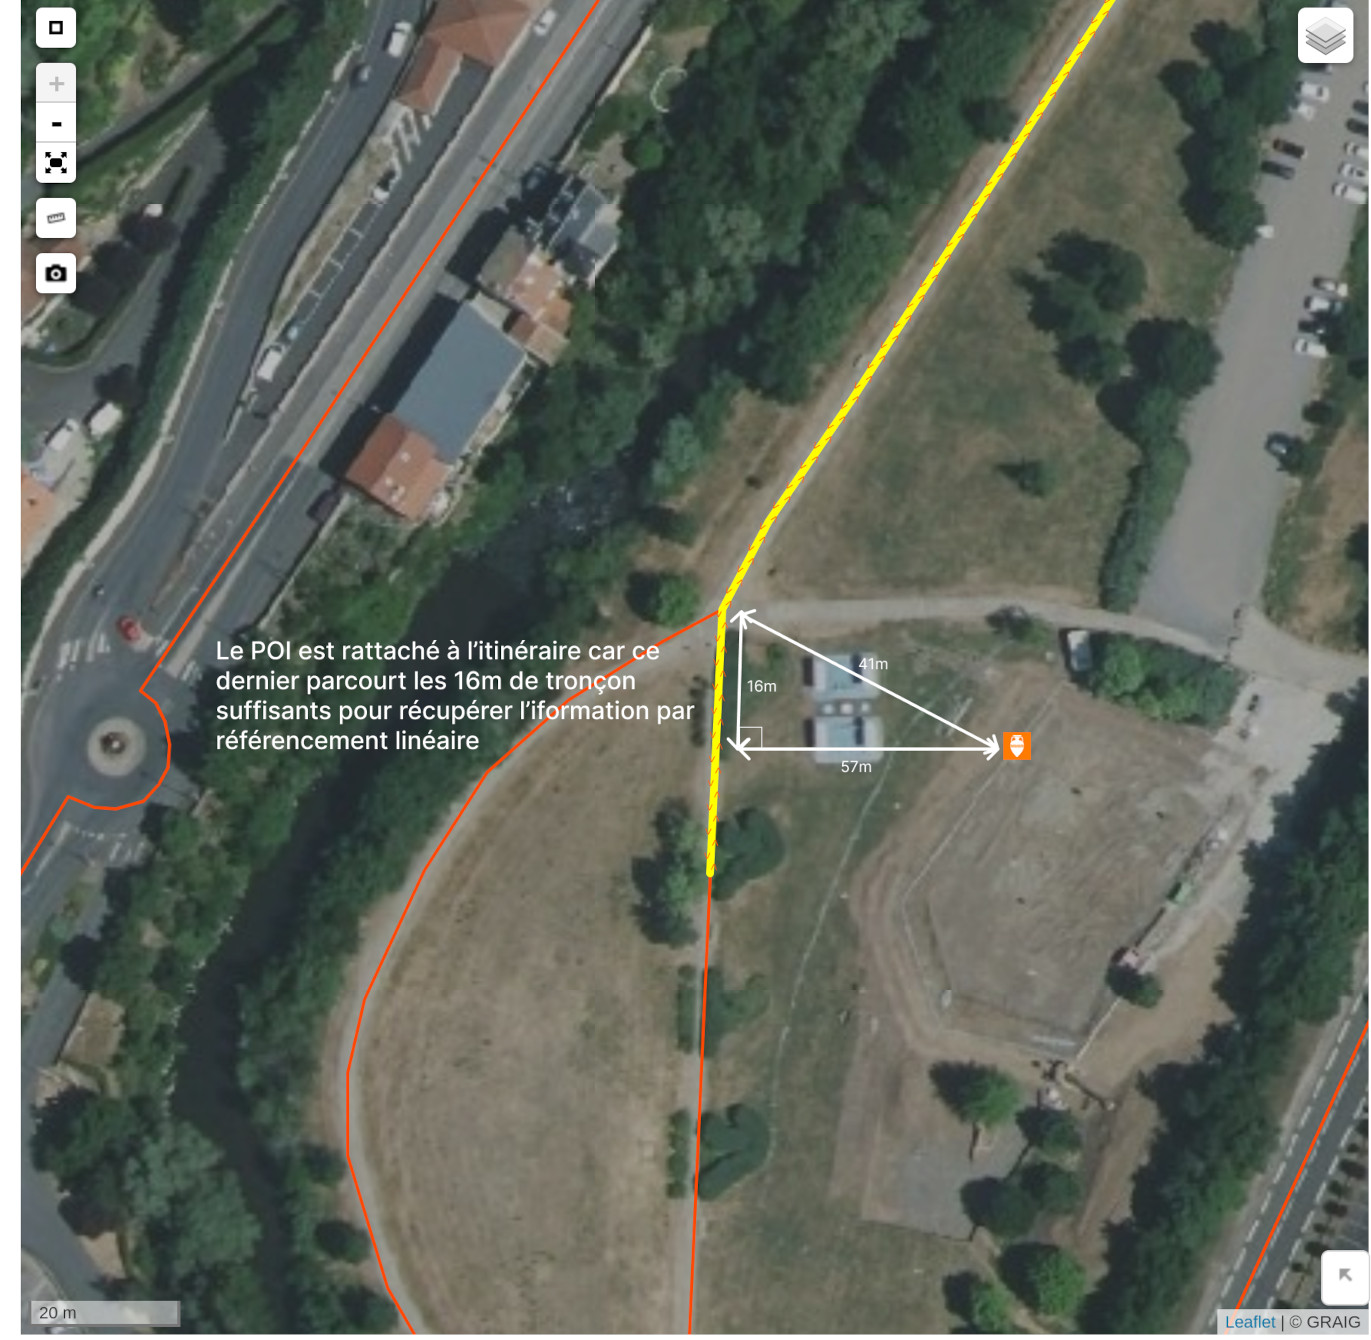 +
-
Le POI est rattaché à l’itinéraire car ce
dernier parcourt les 16m de tronçon
suffisants pour récupérer l’iformation par
référencement linéaire
41m
16m
57m
20 m
Leaflet | © GRAIG